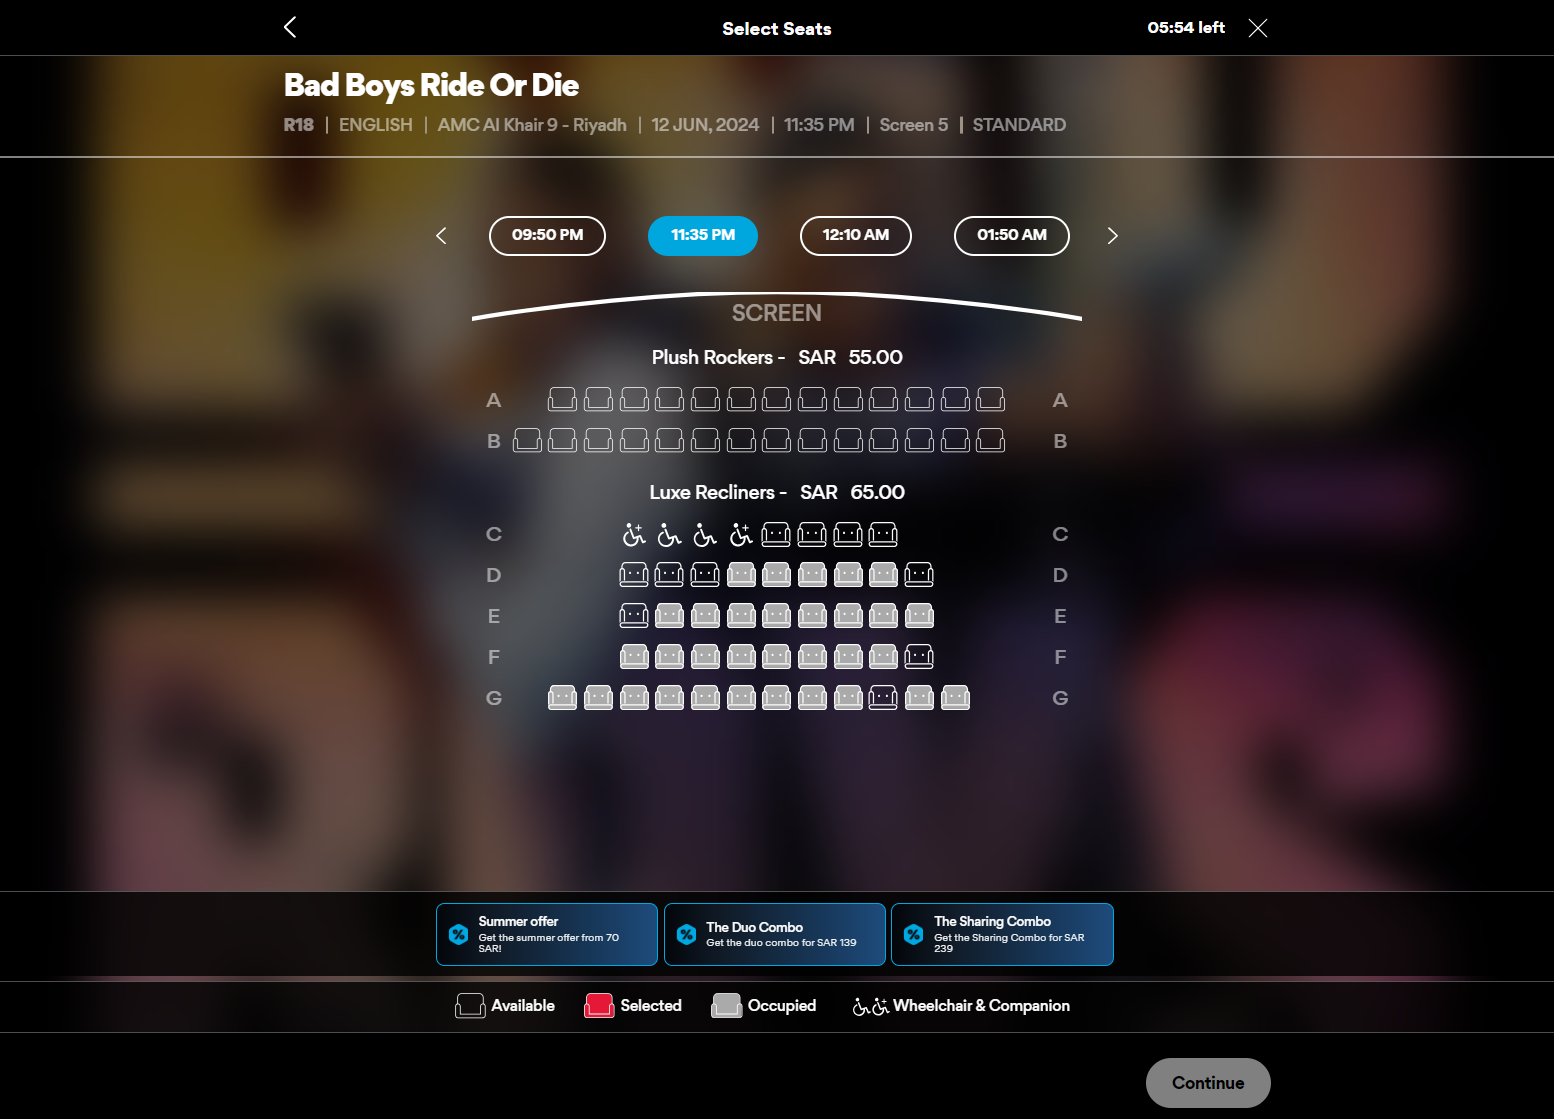 Select Seats
05:54 left
Bad Boys Ride Or Die
R18 | ENGLISH | AMC Al Khair 9 - Riyadh | 12 JUN, 2024 | 11:35 PM | Screen 5 | STANDARD
09:50 PM 11:35 PM 12:10 AM 01:50 AM
SCREEN
Plush Rockers - SAR 55.00
A A
B B
Luxe Recliners - SAR 65.00
C C
D D
E E
F F
G G
Summer offer
Get the summer offer from 70
SAR!
The Duo Combo
Get the duo combo for SAR 139
The Sharing Combo
Get the Sharing Combo for SAR
239
Available Selected Occupied Wheelchair & Companion
Continue